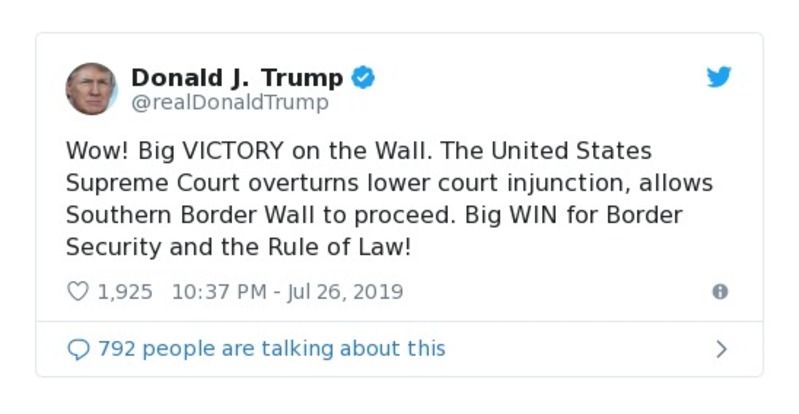 Donald J. Trump
@realDonaldTrump
Wow! Big VICTORY on the Wall. The United States
Supreme Court overturns lower court injunction, allows
Southern Border Wall to proceed. Big WIN for Border
Security and the Rule of Law!
1,925 10:37 PM - Jul 26, 2019
792 people are talking about this